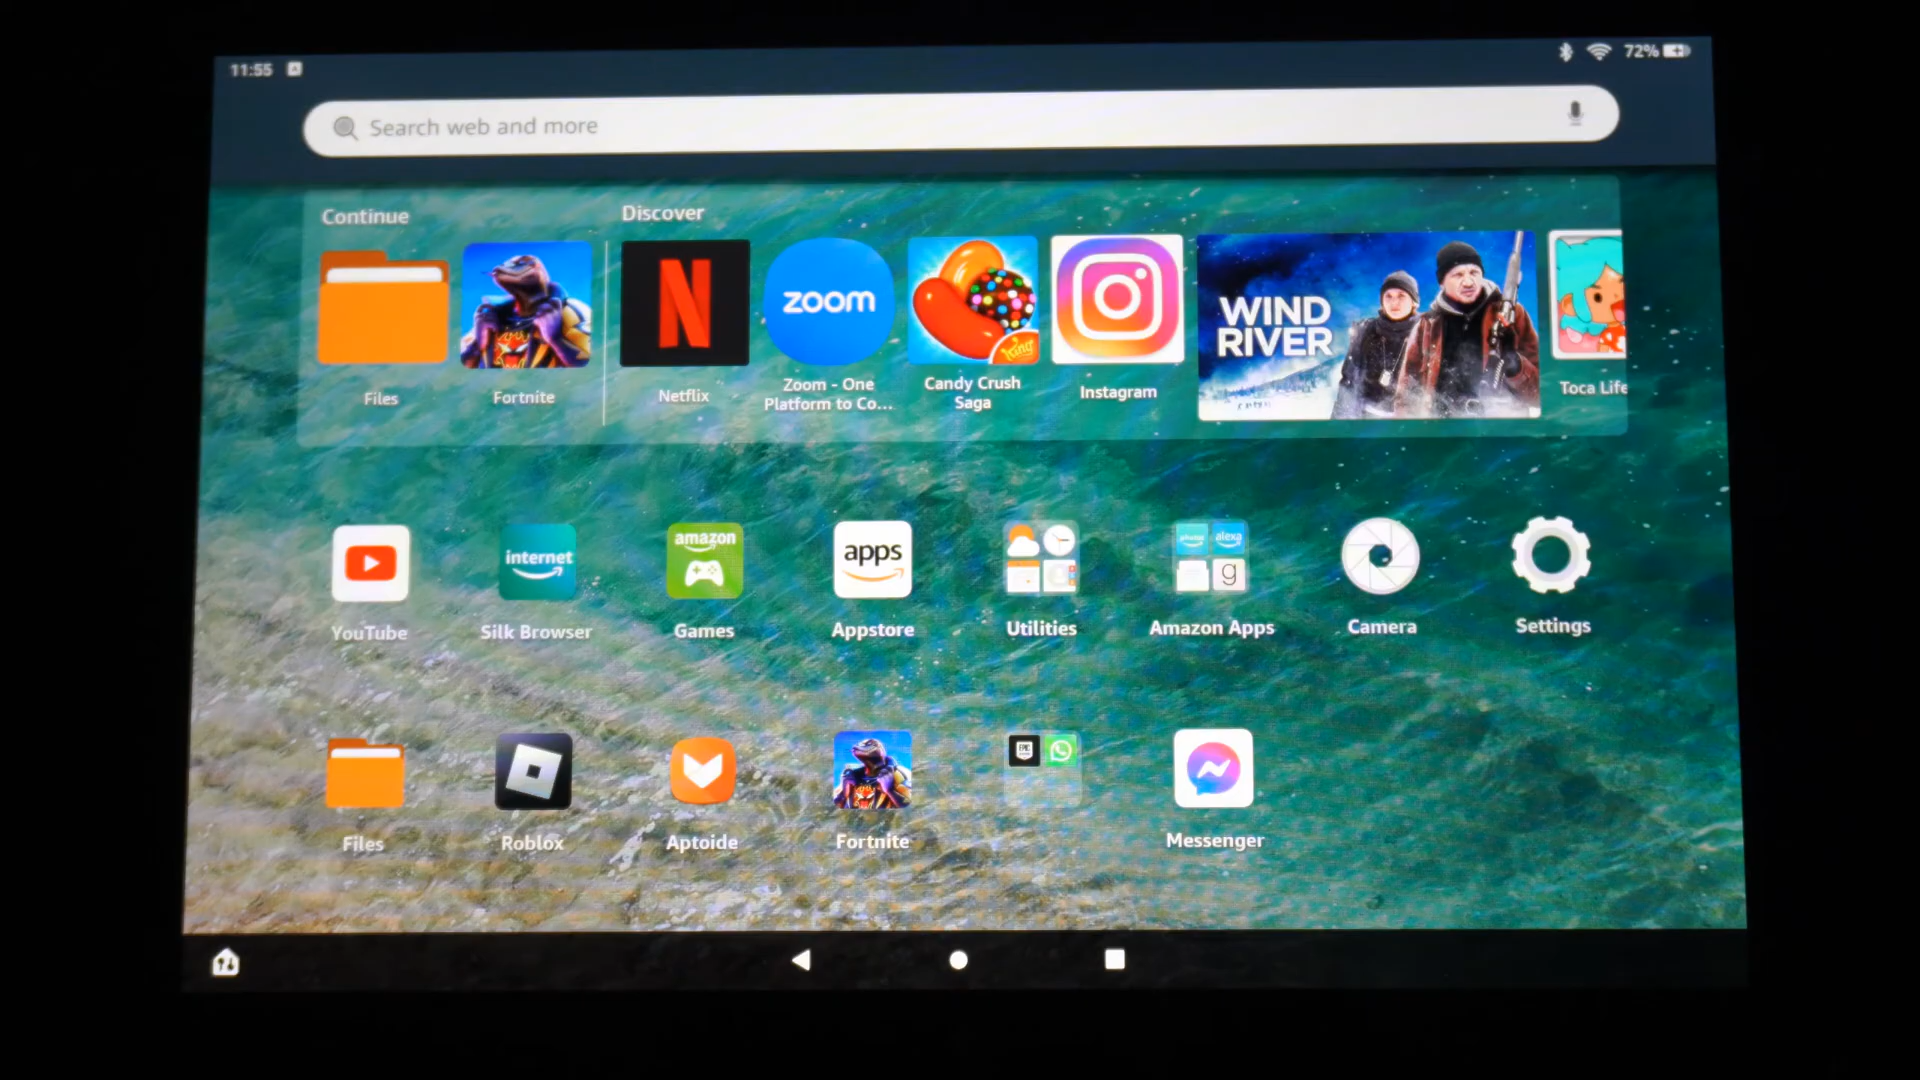 11:55
72%
Search web and more
Continue
Discover
N
zoom
King
WIND
RIVER
Files
Fortnite
Netflix
Zoom - One
Platform to Co...
Candy Crush
Saga
Instagram
Toca Life
internet
amazon
apps
alexa
g
YouTube
Silk Browser
Games
Appstore
Utilities
Amazon Apps
Camera
Settings
EPIC
Files
Roblox
Aptoide
Fortnite
Messenger